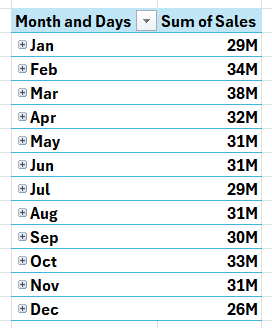 Month and Days Sum of Sales
Jan 29M
Feb 34M
Mar 38M
Apr 32M
May 31M
Jun 31M
Jul 29M
Aug 31M
Sep 30M
Oct 33M
Nov 31M
Dec 26M